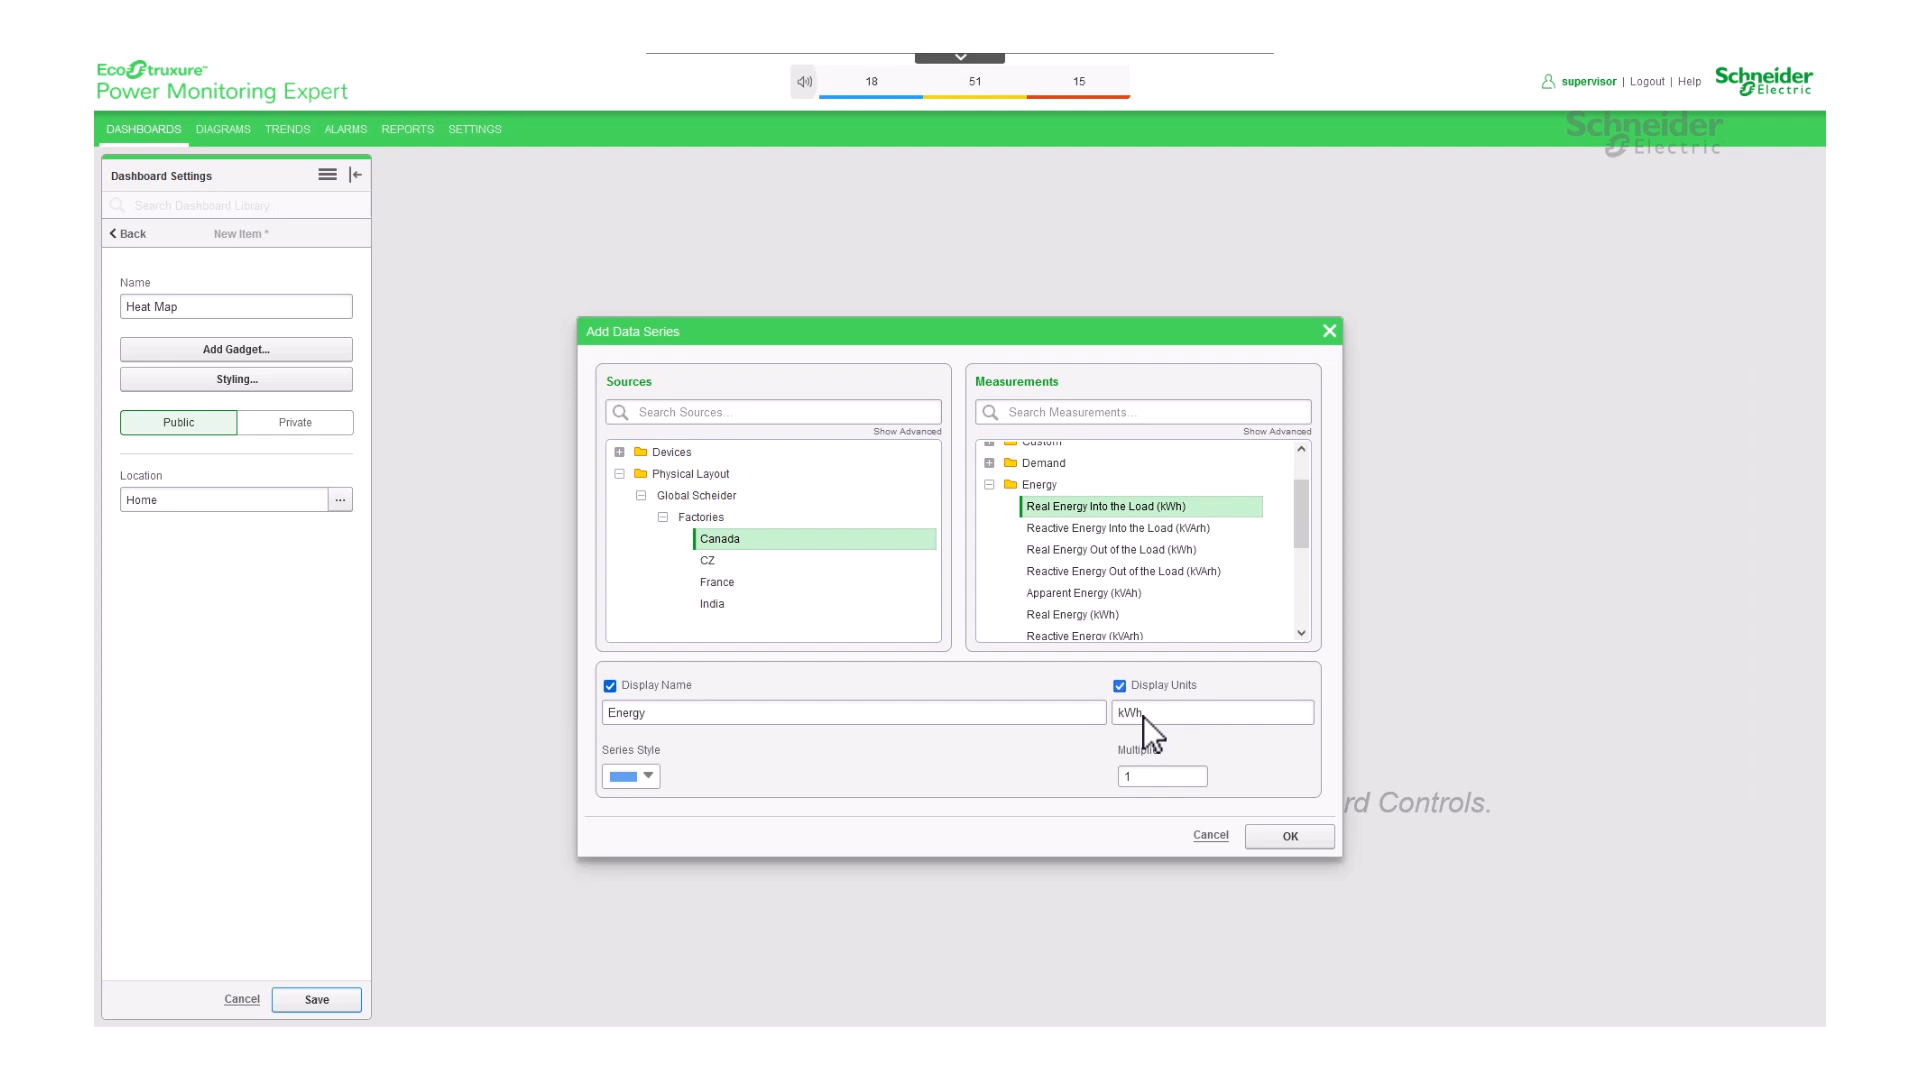 EcoStruxure™
Power Monitoring Expert
18 51 15
supervisor | Logout | Help
Schneider Electric
DASHBOARDS DIAGRAMS TRENDS ALARMS REPORTS SETTINGS
Schneider Electric
Dashboard Settings
Search Dashboard Library...
Back New Item *
Name
Heat Map
Add Gadget...
Styling...
Public Private
Location
Home ...
Cancel Save
Add Data Series
Sources
Search Sources...
Show Advanced
Devices
Physical Layout
Global Scheider
Factories
Canada
CZ
France
India
Measurements
Search Measurements...
Show Advanced
Custom
Demand
Energy
Real Energy Into the Load (kWh)
Reactive Energy Into the Load (kVArh)
Real Energy Out of the Load (kWh)
Reactive Energy Out of the Load (kVArh)
Apparent Energy (kVAh)
Real Energy (kWh)
Reactive Energy (kVArh)
Display Name
Energy
Display Units
kWh
Series Style
1
Cancel OK
rd Controls.